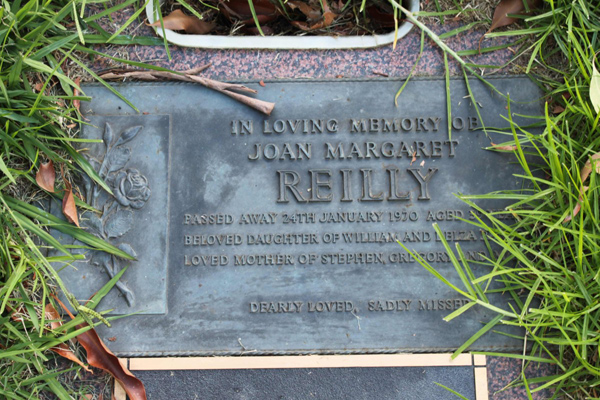 IN LOVING MEMORY OF
JOAN MARGARET
REILLY
PASSED AWAY 24TH JANUARY 1970 AGED
BELOVED DAUGHTER OF WILLIAM AND
LOVED MOTHER OF STEPHEN, GREGORY
DEARLY LOVED, SADLY MISSED